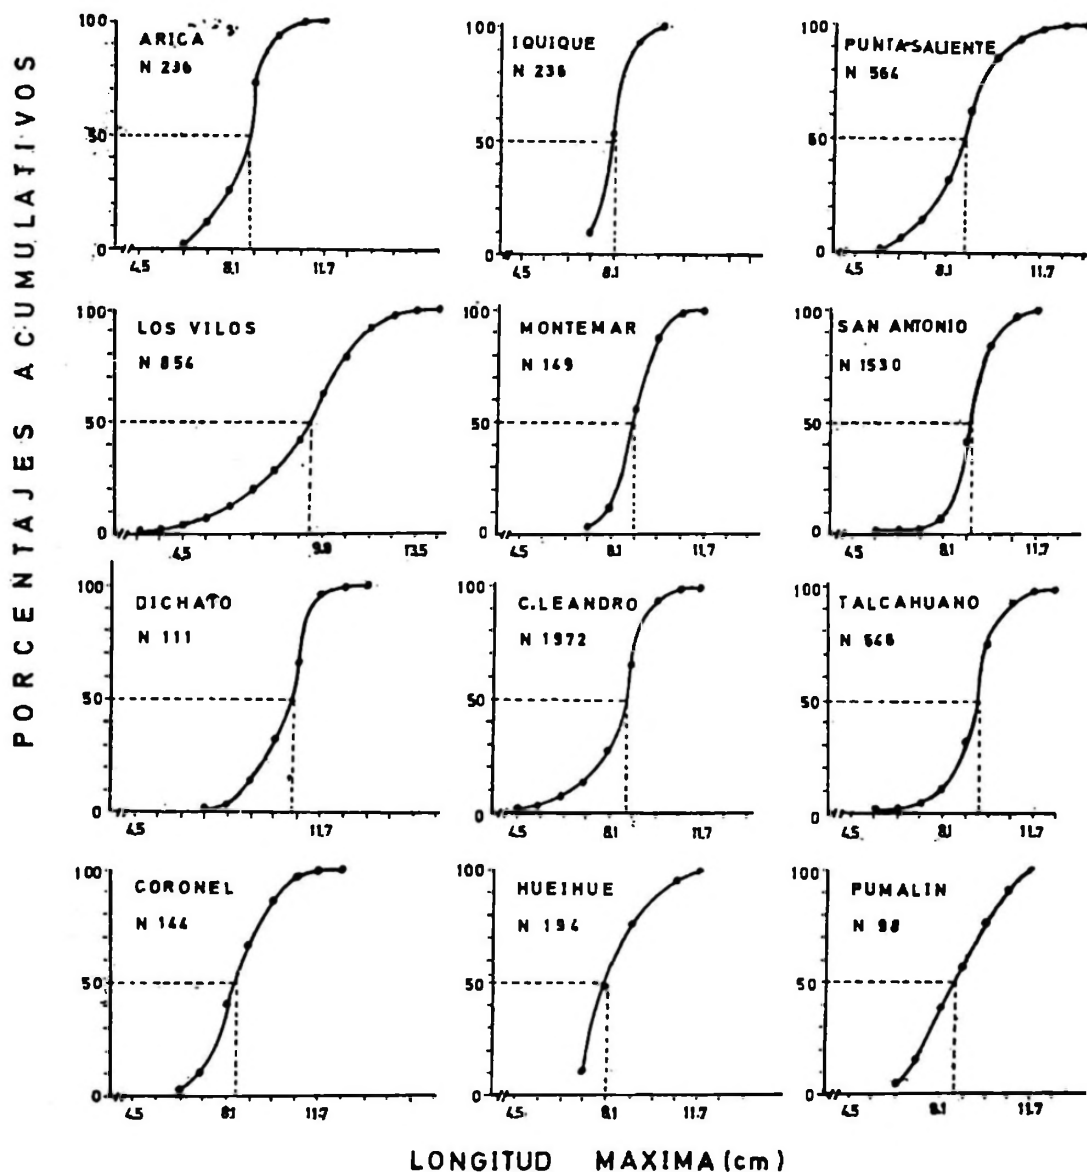 PORCENTAJES ACUMULATIVOS
100
50
0
ARICA
N 236
4.5 8.1 11.7
IQUIQUE
N 236
100
50
0
4.5 8.1
PUNTA SALIENTE
N 564
100
50
0
4.5 8.1 11.7
LOS VILOS
N 854
100
50
0
4.5 9.9 13.5
MONTEMAR
N 149
100
50
0
4.5 8.1 11.7
SAN ANTONIO
N 1530
100
50
0
4.5 8.1 11.7
DICHATO
N 111
100
50
0
4.5 11.7
C.LEANDRO
N 1972
100
50
0
4.5 8.1 11.7
TALCAHUANO
N 546
100
50
0
4.5 8.1 11.7
CORONEL
N 144
100
50
0
4.5 8.1 11.7
HUEIHUE
N 194
100
50
0
4.5 8.1 11.7
PUMALIN
N 98
100
50
0
4.5 8.1 11.7
LONGITUD MAXIMA (cm)